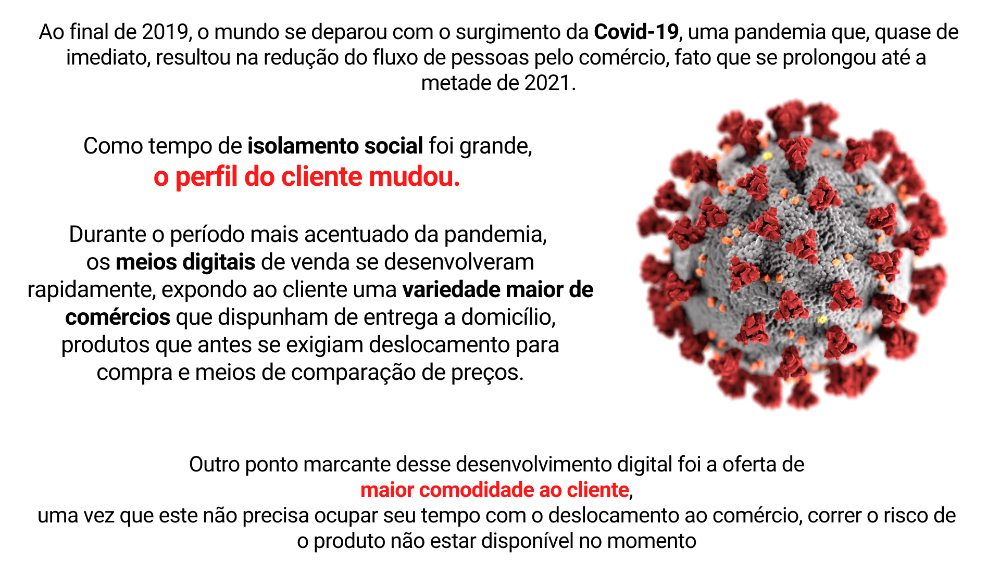 Ao final de 2019, o mundo se deparou com o surgimento da Covid-19, uma pandemia que, quase de
imediato, resultou na redução do fluxo de pessoas pelo comércio, fato que se prolongou até a
metade de 2021.
Como tempo de isolamento social foi grande,
o perfil do cliente mudou.
Durante o período mais acentuado da pandemia,
os meios digitais de venda se desenvolveram
rapidamente, expondo ao cliente uma variedade maior de
comércios que dispunham de entrega a domicílio,
produtos que antes se exigiam deslocamento para
compra e meios de comparação de preços.
Outro ponto marcante desse desenvolvimento digital foi a oferta de
maior comodidade ao cliente,
uma vez que este não precisa ocupar seu tempo com o deslocamento ao comércio, correr o risco de
o produto não estar disponível no momento